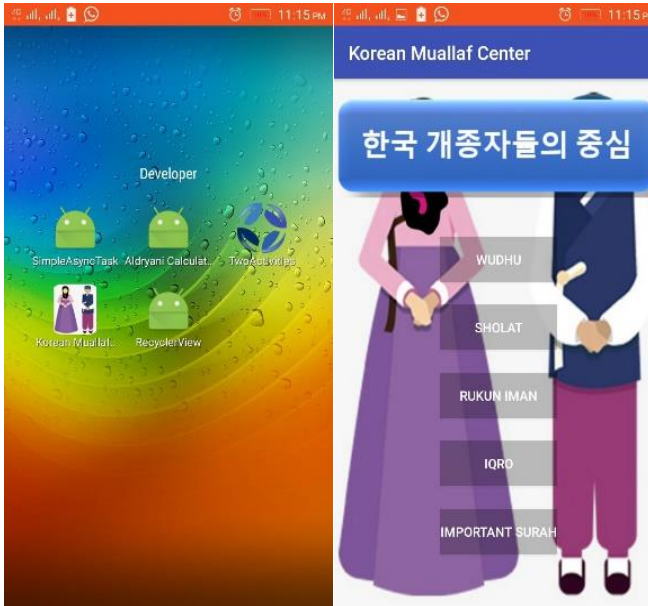 11:15 PM
Developer
SimpleAsyncTask
Aldryani Calculat..
TwoActivities
Korean Muallaf..
RecyclerView
11:15 P
Korean Muallaf Center
한국 개종자들의 중심
WUDHU
SHOLAT
RUKUN IMAN
IQRO
IMPORTANT SURAH